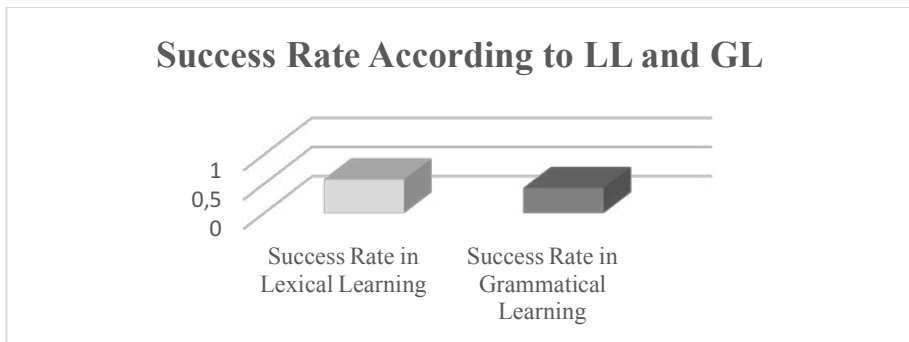 Success Rate According to LL and GL
1
0,5
0
Success Rate in
Lexical Learning
Success Rate in
Grammatical
Learning